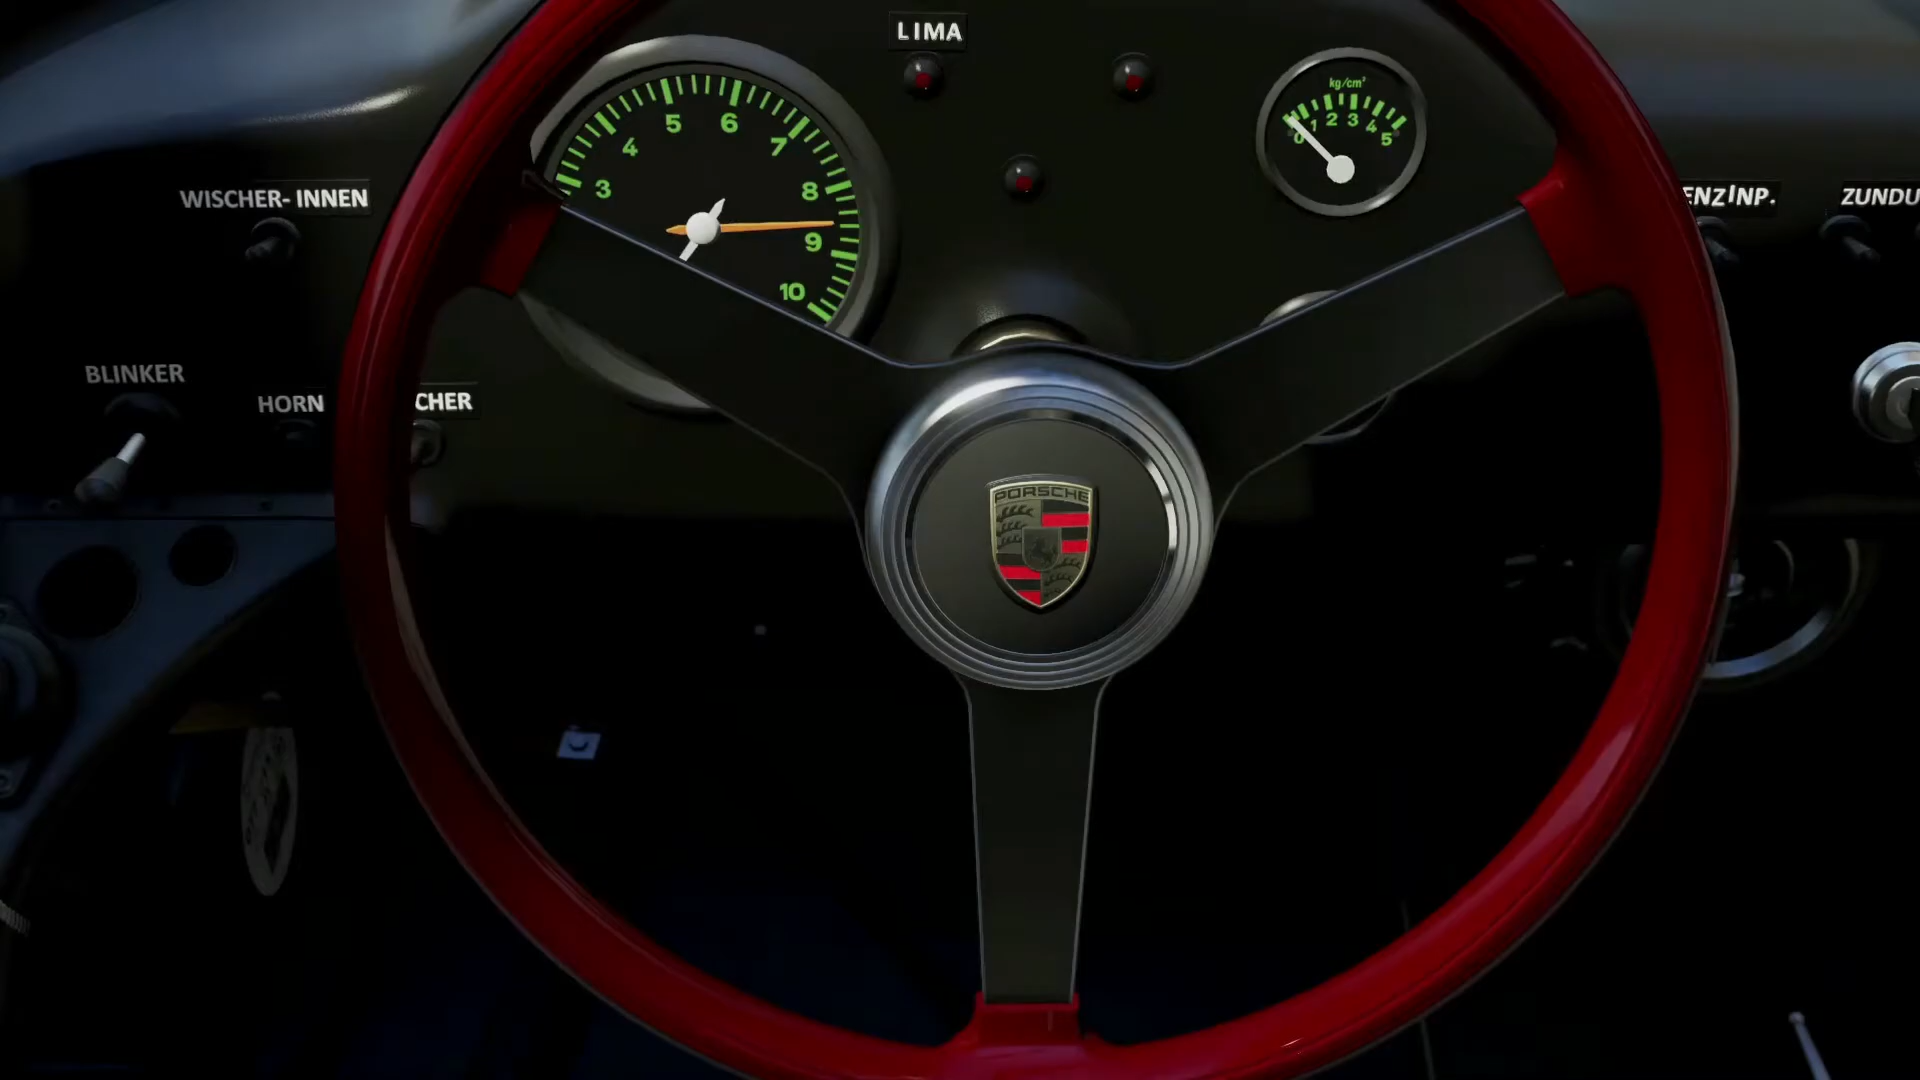 LIMA
kg/cm²
0 1 2 3 4 5
3 4 5 6 7 8 9 10
WISCHER- INNEN
ENZINP.
ZUNDU
BLINKER
HORN
CHER
PORSCHE